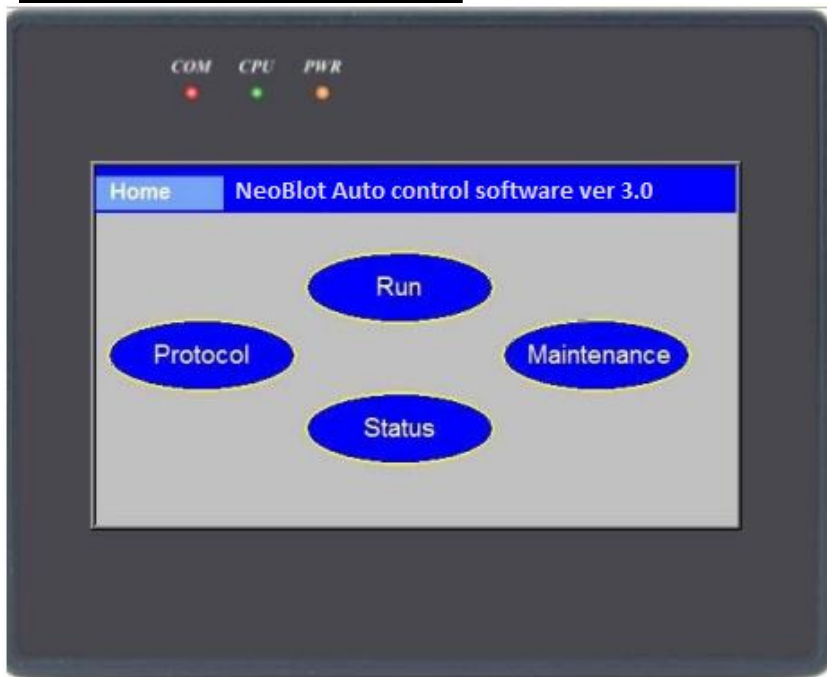 COM CPU PWR
Home NeoBlot Auto control software ver 3.0
Run
Protocol Maintenance
Status